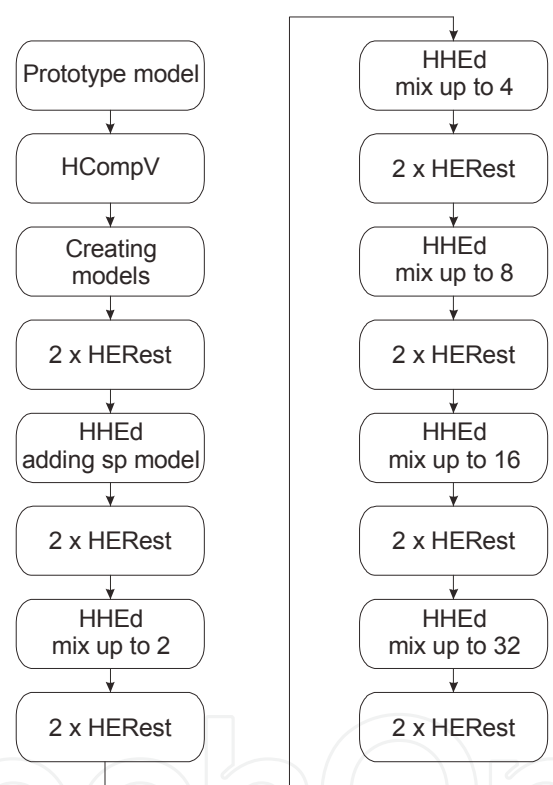 Prototype model
HCompV
Creating
models
2 x HERest
HHEd
adding sp model
2 x HERest
HHEd
mix up to 2
2 x HERest
HHEd
mix up to 4
2 x HERest
HHEd
mix up to 8
2 x HERest
HHEd
mix up to 16
2 x HERest
HHEd
mix up to 32
2 x HERest